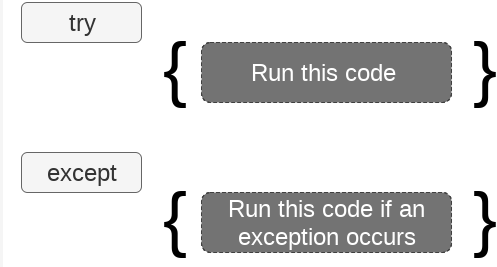 try
{ Run this code }
except
{ Run this code if an
exception occurs }